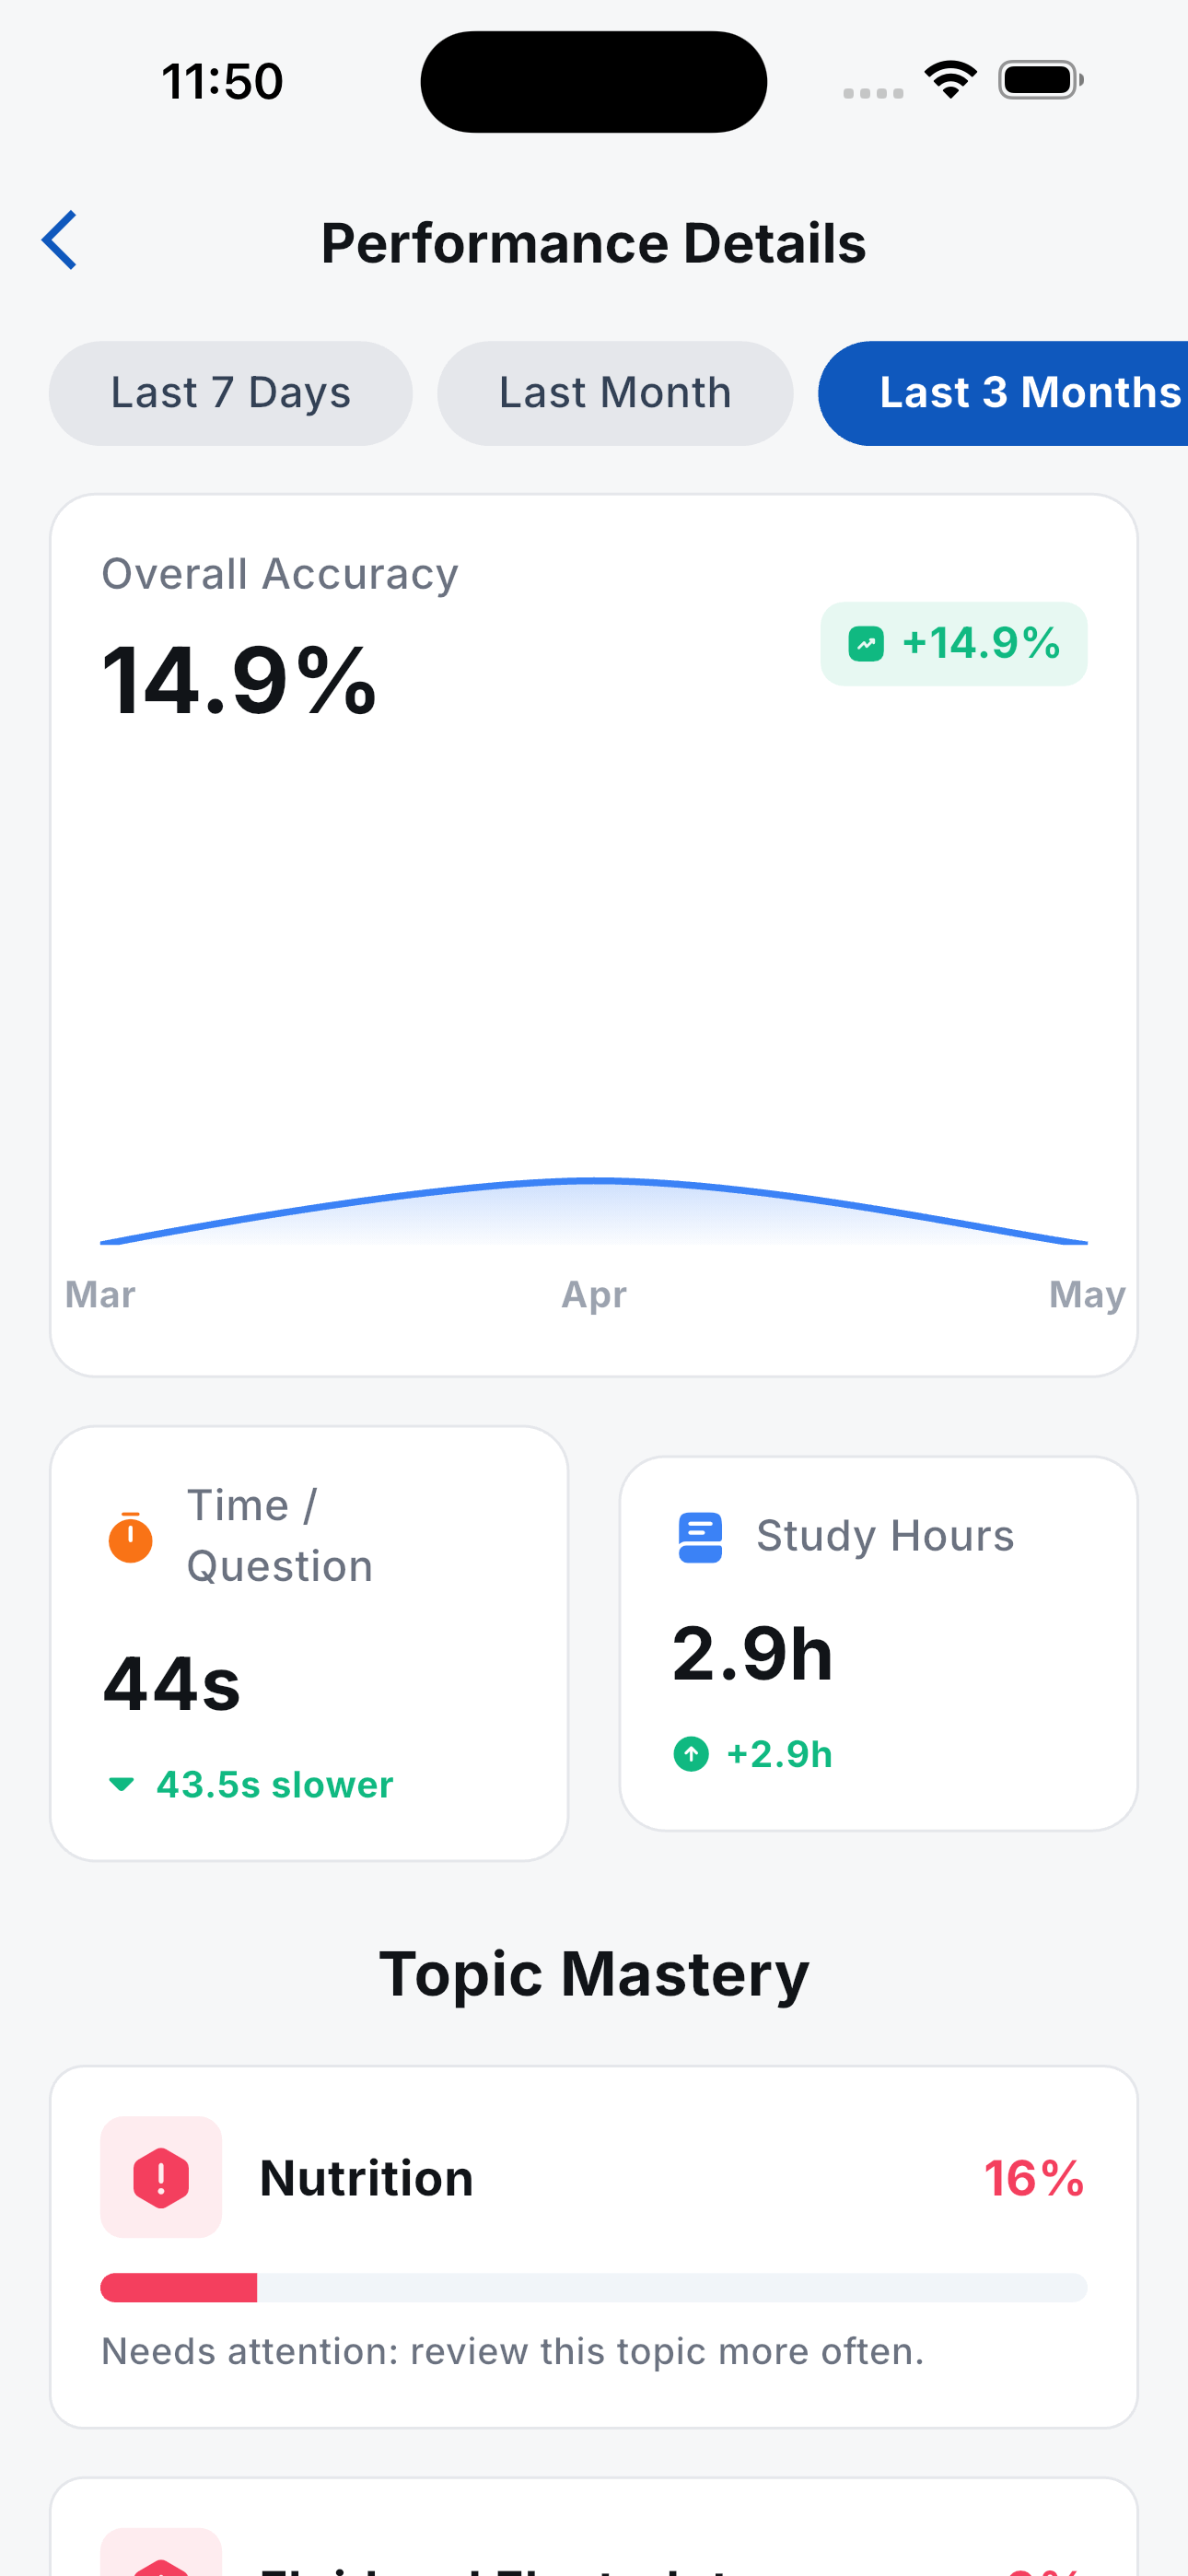 11:50
Performance Details
Last 7 Days
Last Month
Last 3 Months
Overall Accuracy
14.9%
+14.9%
Mar
Apr
May
Time /
Question
44s
43.5s slower
Study Hours
2.9h
+2.9h
Topic Mastery
Nutrition
16%
Needs attention: review this topic more often.